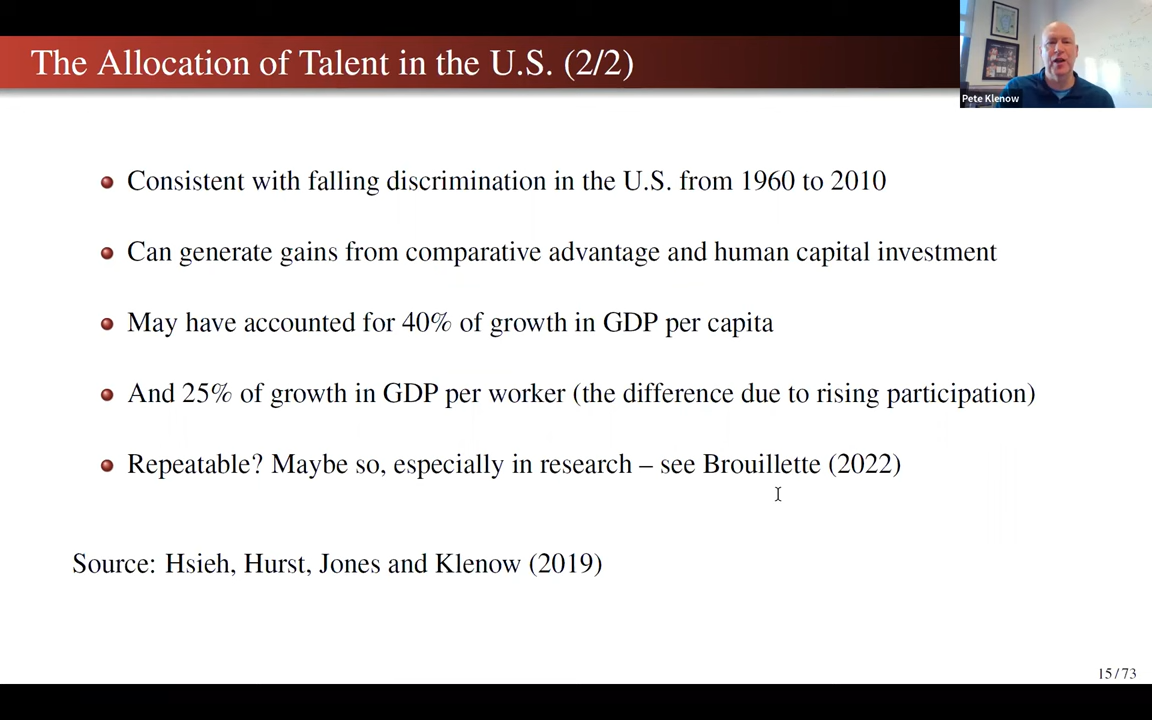 The Allocation of Talent in the U.S. (2/2)
Pete Klenow
Consistent with falling discrimination in the U.S. from 1960 to 2010
Can generate gains from comparative advantage and human capital investment
May have accounted for 40% of growth in GDP per capita
And 25% of growth in GDP per worker (the difference due to rising participation)
Repeatable? Maybe so, especially in research – see Brouillette (2022)
Source: Hsieh, Hurst, Jones and Klenow (2019)
15/73